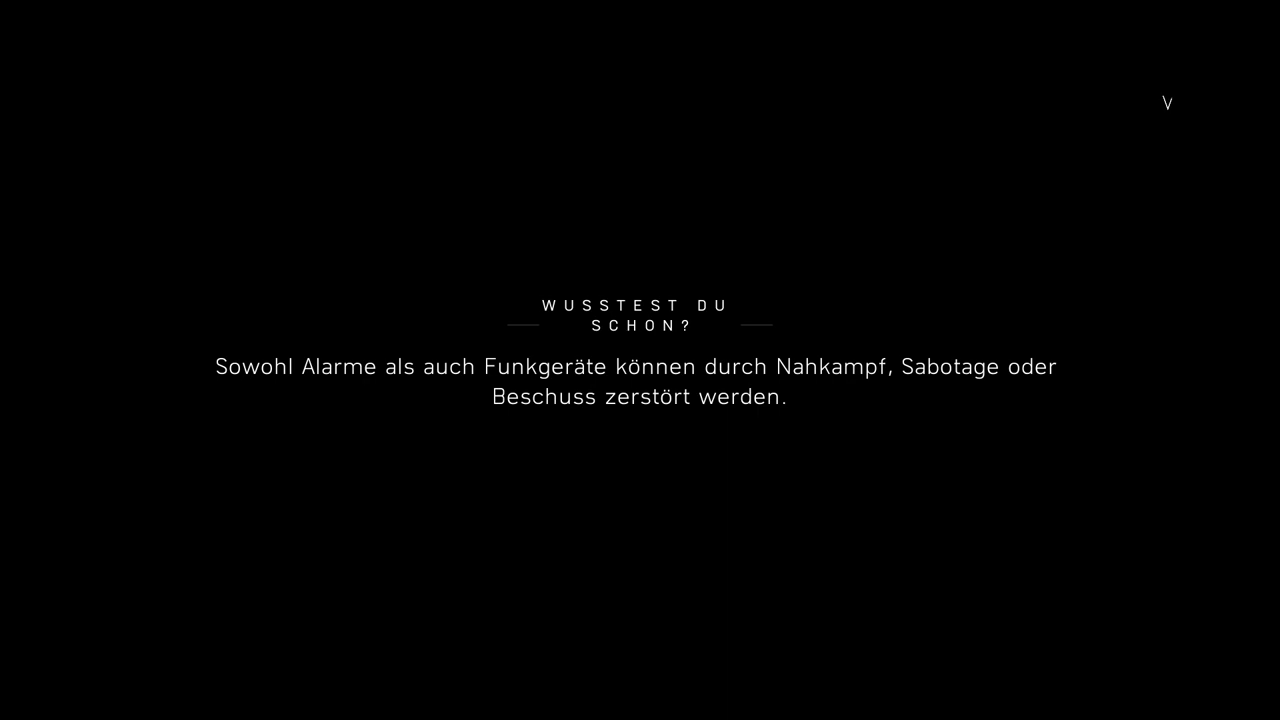 V
WUSSTEST DU
SCHON?
Sowohl Alarme als auch Funkgeräte können durch Nahkampf, Sabotage oder
Beschuss zerstört werden.